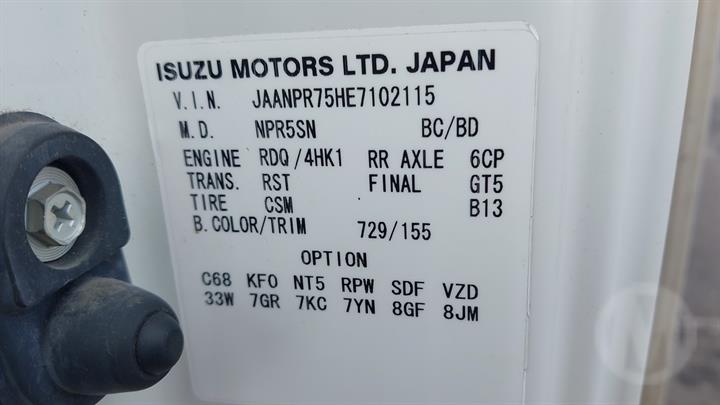 ISUZU MOTORS LTD. JAPAN
V.I.N. JAANPR75HE7102115
M.D. NPR5SN BC/BD
ENGINE RDQ/4HK1 RR AXLE 6CP
TRANS. RST FINAL GT5
TIRE CSM B13
B.COLOR/TRIM 729/155
OPTION
C68 KFO NT5 RPW SDF VZD
33W 7GR 7KC 7YN 8GF 8JM
M